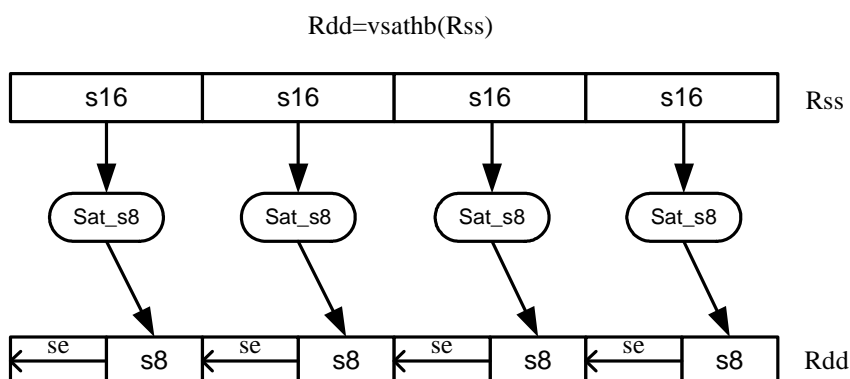 Rdd=vsathb(Rss)
s16 s16 s16 s16 Rss
Sat_s8 Sat_s8 Sat_s8 Sat_s8
se s8 se s8 se s8 se s8 Rdd